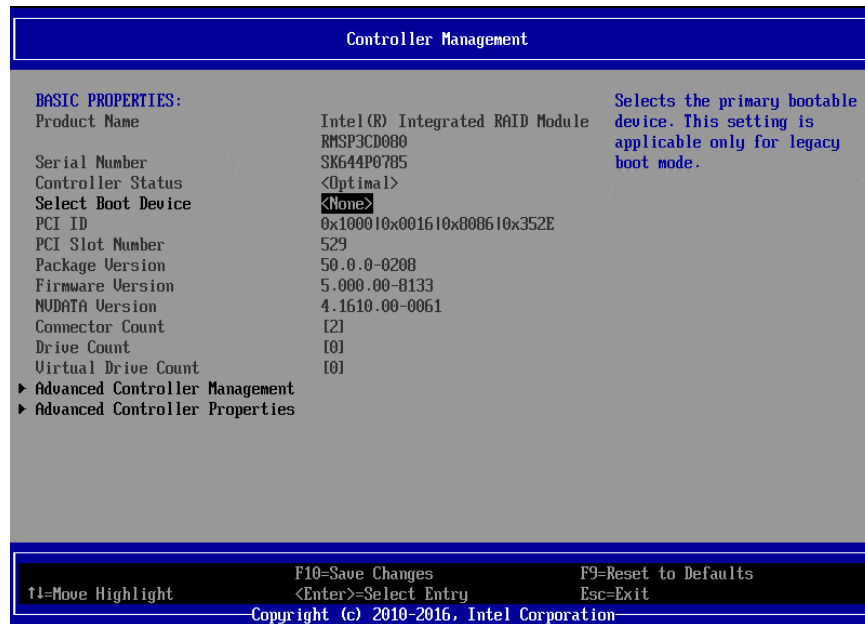 Controller Management
BASIC PROPERTIES:
Product Name Intel(R) Integrated RAID Module
RMSP3CD080
Serial Number SK644P0785
Controller Status <Optimal>
Select Boot Device <None>
PCI ID 0x1000|0x0016|0x8086|0x352E
PCI Slot Number 529
Package Version 50.0.0-0208
Firmware Version 5.000.00-8133
NVDATA Version 4.1610.00-0061
Connector Count [2]
Drive Count [0]
Virtual Drive Count [0]
▶ Advanced Controller Management
▶ Advanced Controller Properties
Selects the primary bootable
device. This setting is
applicable only for legacy
boot mode.
F10=Save Changes F9=Reset to Defaults
↑↓=Move Highlight <Enter>=Select Entry Esc=Exit
Copyright (c) 2010-2016, Intel Corporation